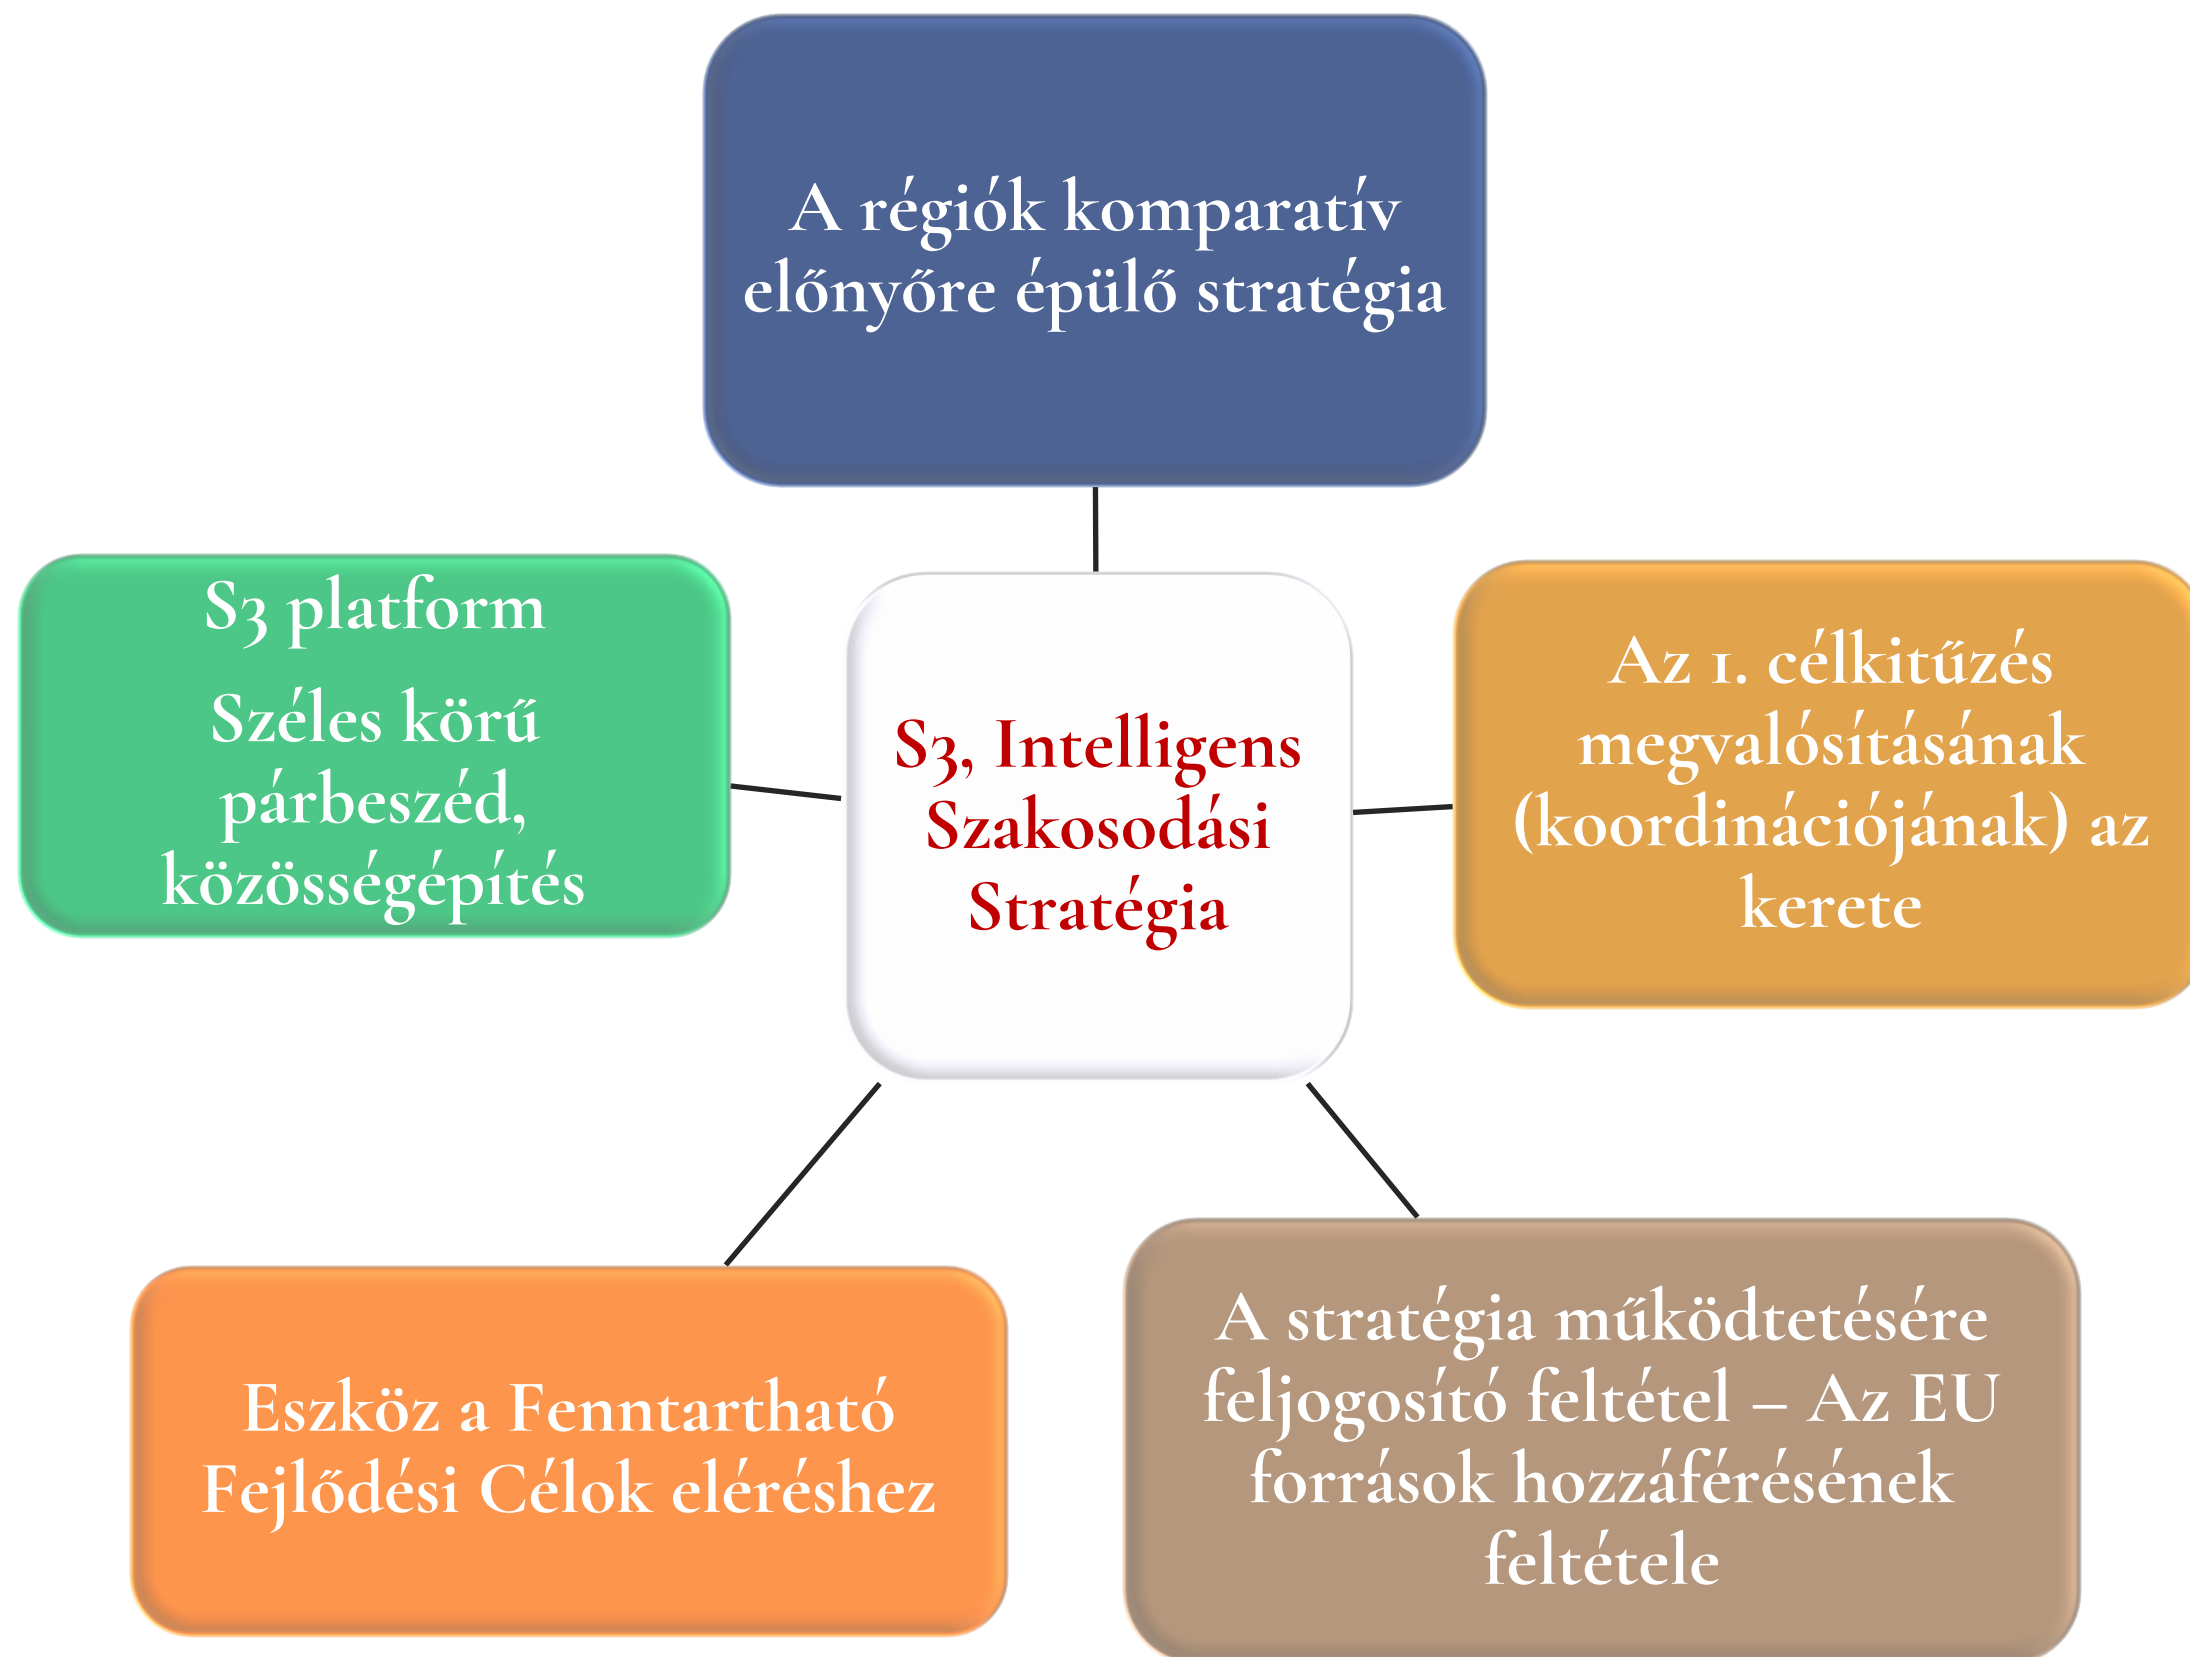 A régiók komparatív
előnyőre épülő stratégia
S3 platform
Széles körű
párbeszéd,
közösségépítés
S3, Intelligens
Szakosodási
Stratégia
Az 1. célkitűzés
megvalósításának
(koordinációjának) az
kerete
Eszköz a Fenntartható
Fejlődési Célok eléréshez
A stratégia működtetésére
feljogosító feltétel – Az EU
források hozzáférésének
feltétele